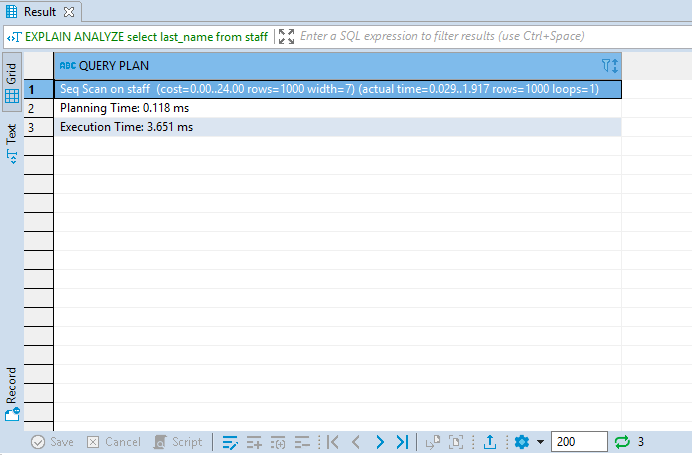 Result
EXPLAIN ANALYZE select last_name from staff
Enter a SQL expression to filter results (use Ctrl+Space)
Grid
Text
Record
ABC QUERY PLAN
1 Seq Scan on staff (cost=0.00..24.00 rows=1000 width=7) (actual time=0.029..1.917 rows=1000 loops=1)
2 Planning Time: 0.118 ms
3 Execution Time: 3.651 ms
Save Cancel Script 200 3